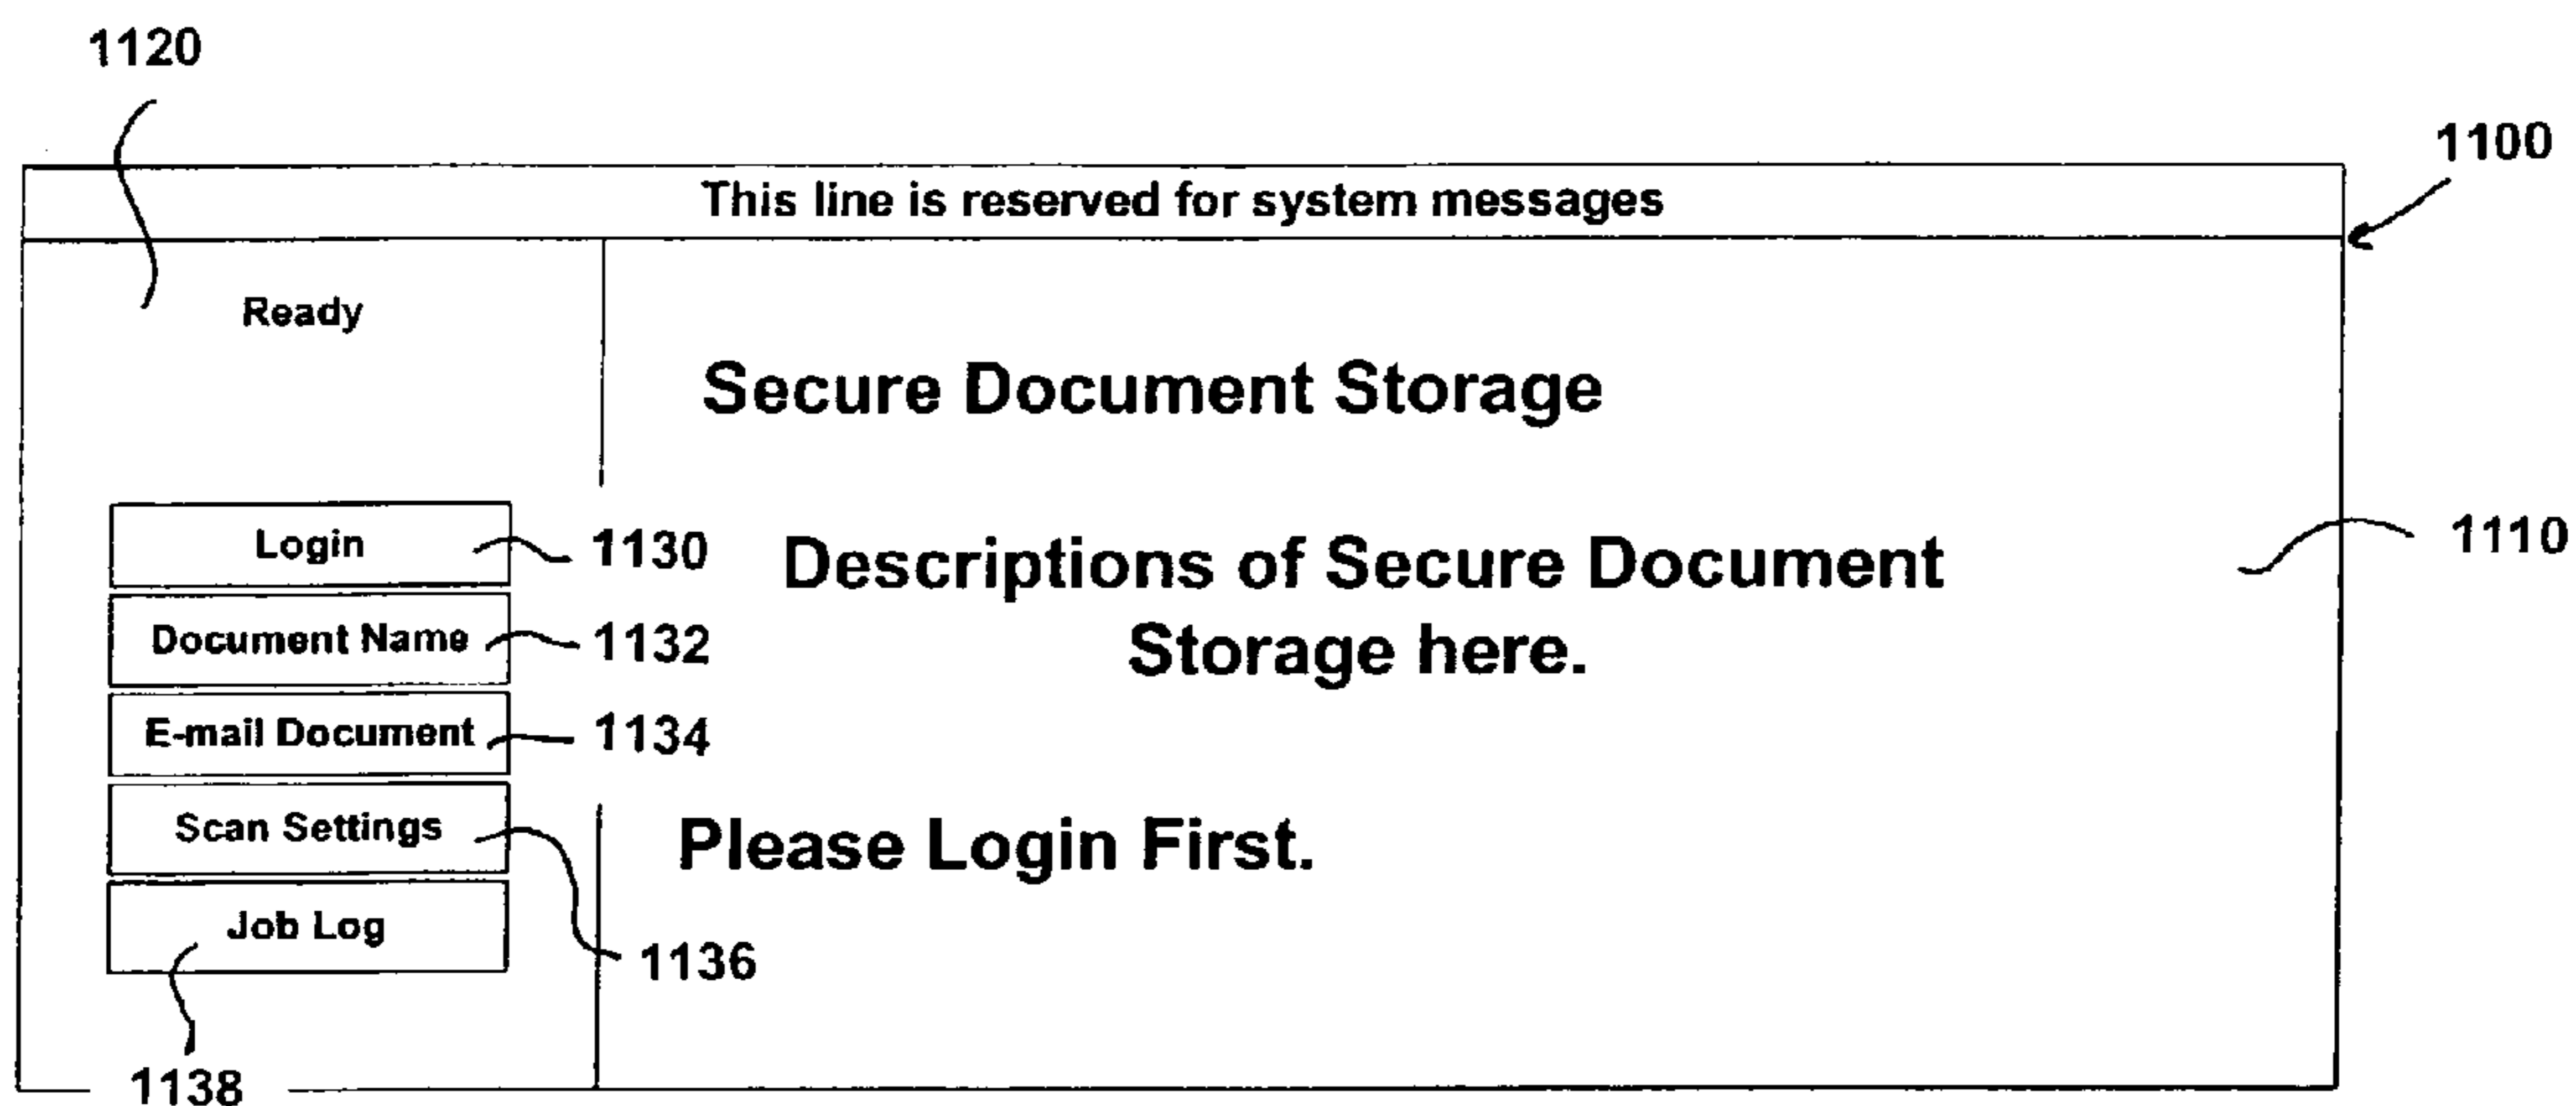 1120
1100
This line is reserved for system messages
Ready
Secure Document Storage
Login
1130
Descriptions of Secure Document
Storage here.
1110
Document Name
1132
E-mail Document
1134
Scan Settings
1136
Please Login First.
Job Log
1138